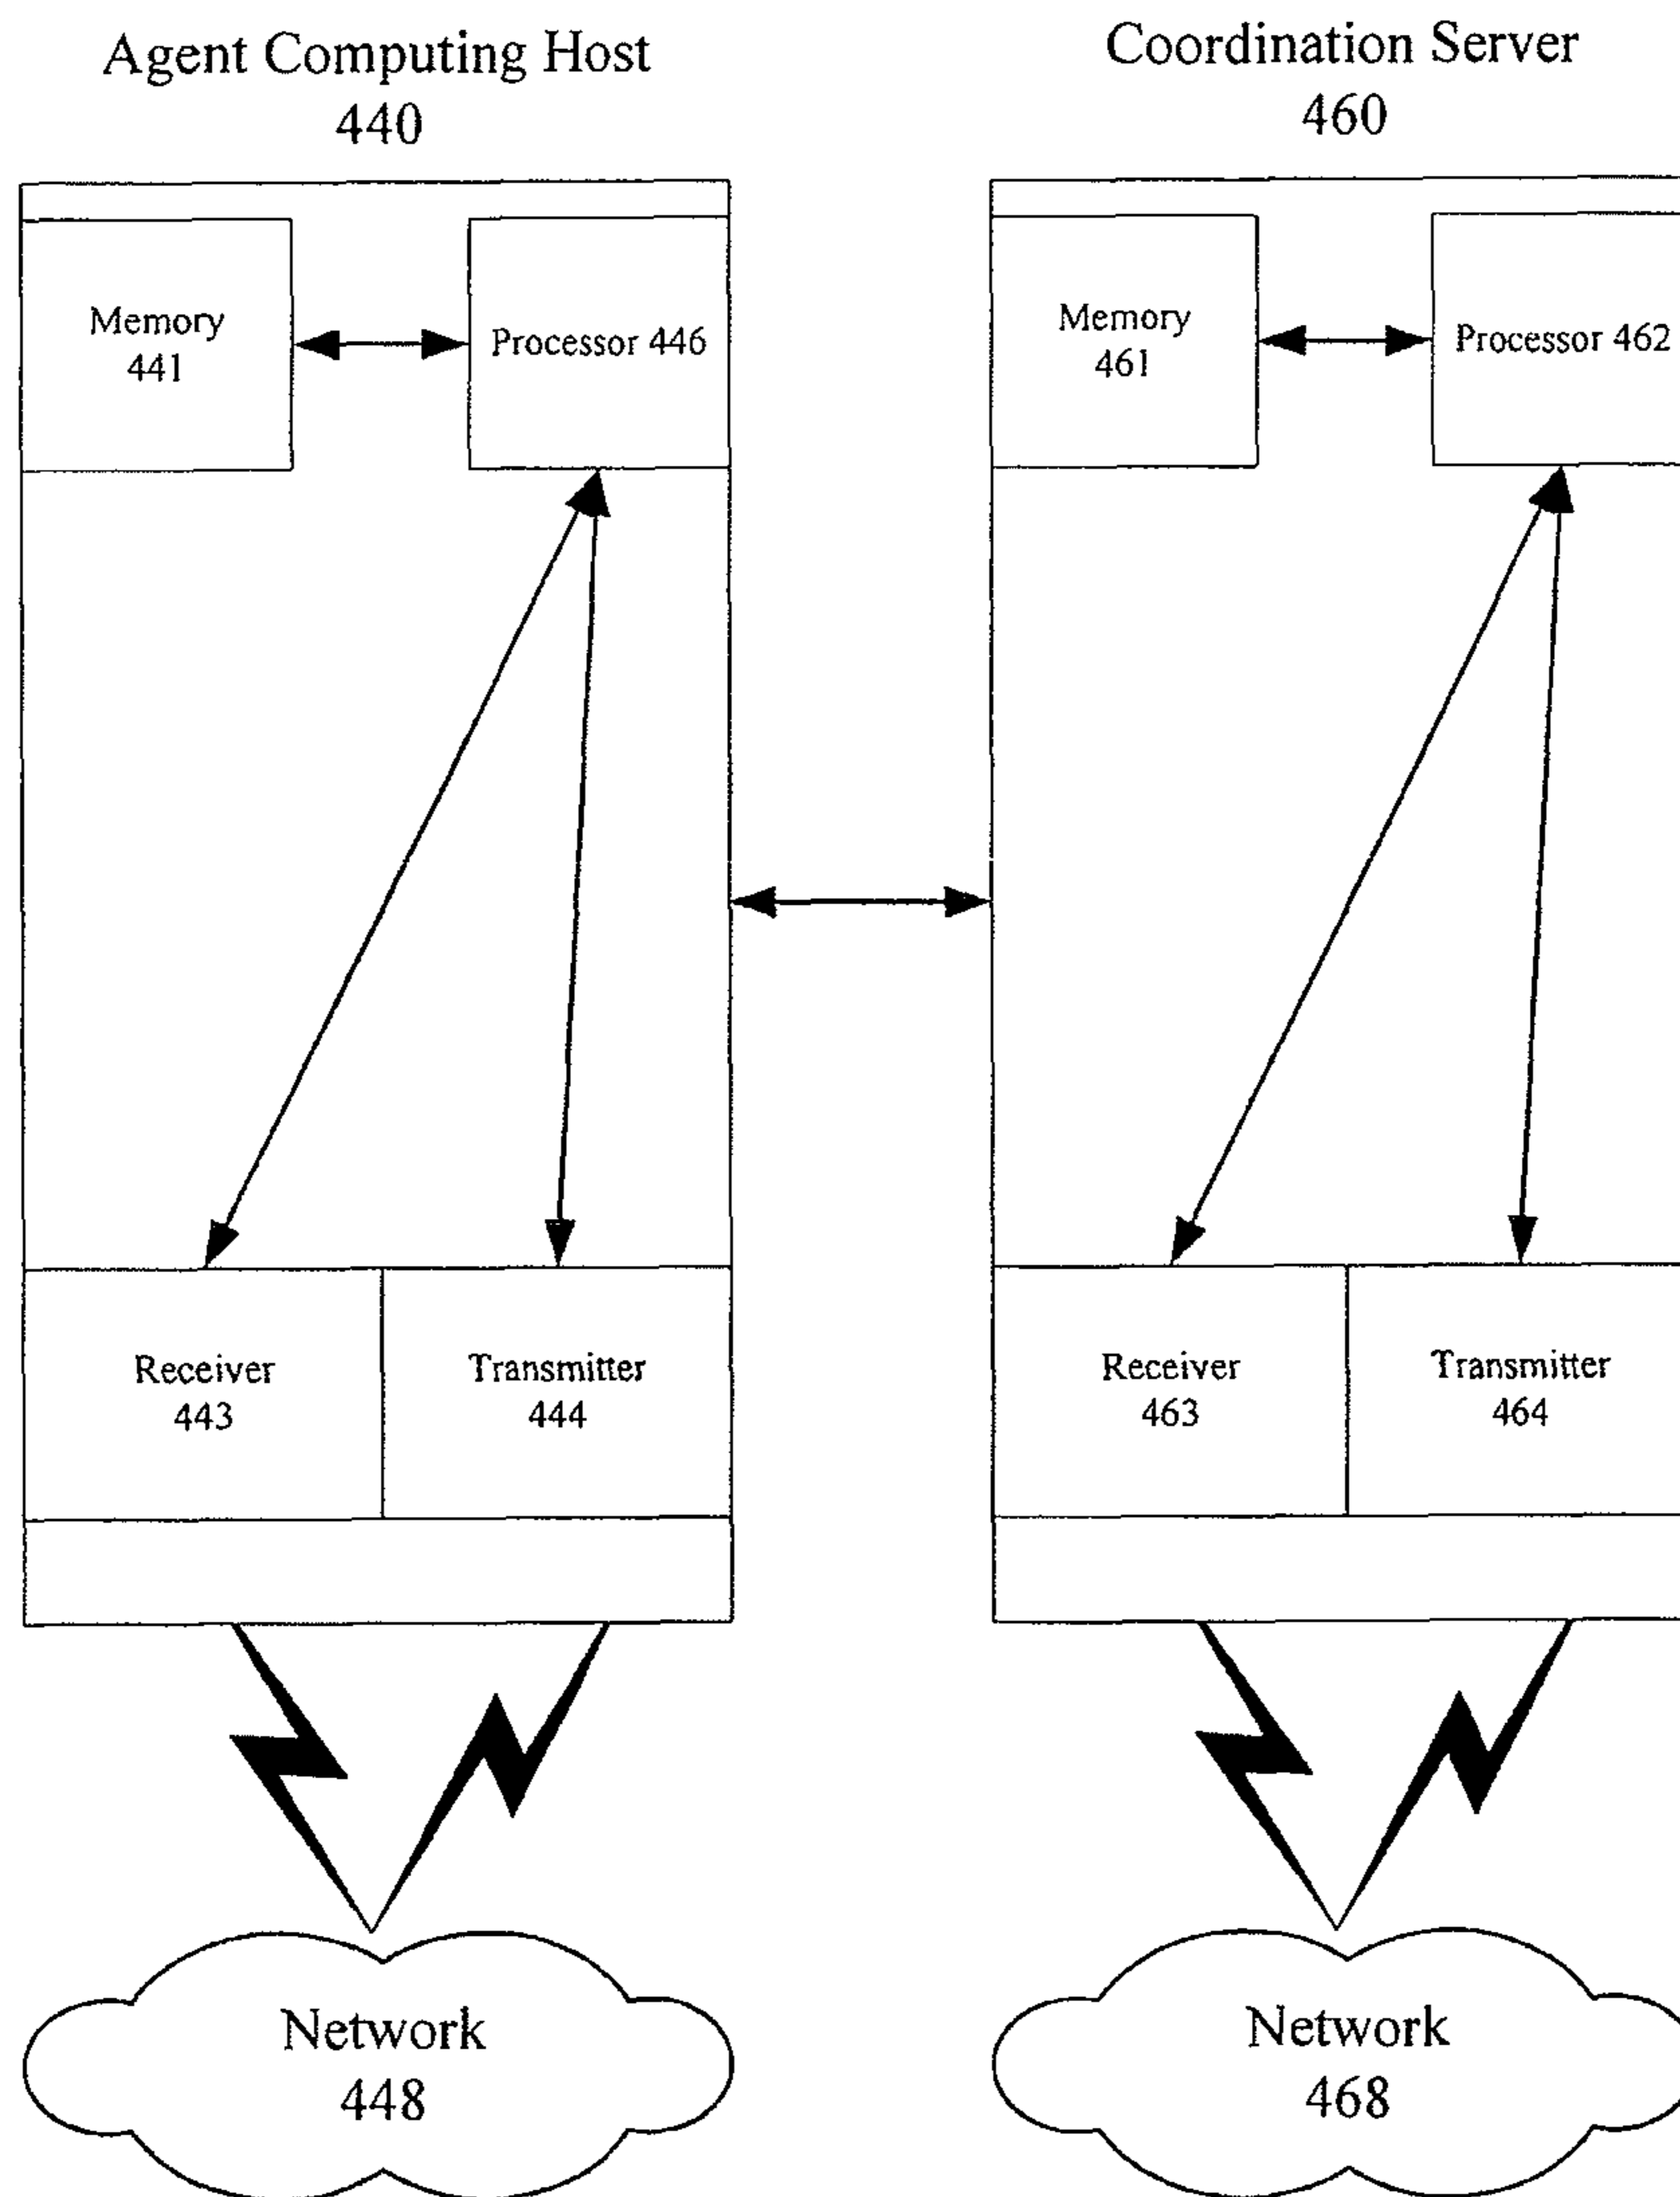 Agent Computing Host
440
Coordination Server
460
Memory
441
Processor 446
Memory
461
Processor 462
Receiver
443
Transmitter
444
Receiver
463
Transmitter
464
Network
448
Network
468